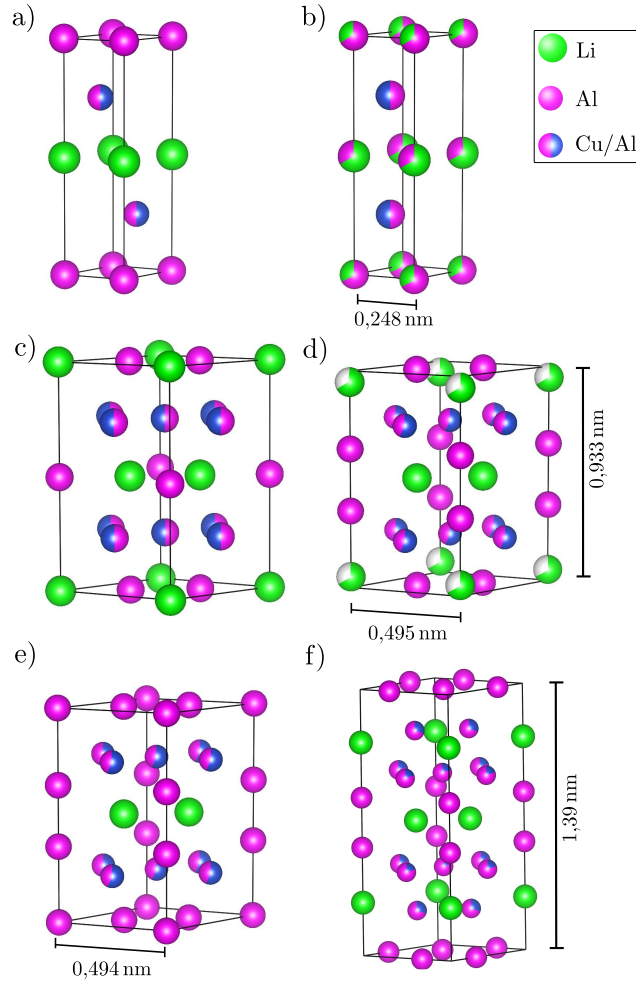 a)
b)
Li
Al
Cu/Al
0,248 nm
c)
d)
0,933 nm
0,495 nm
e)
f)
1,39 nm
0,494 nm